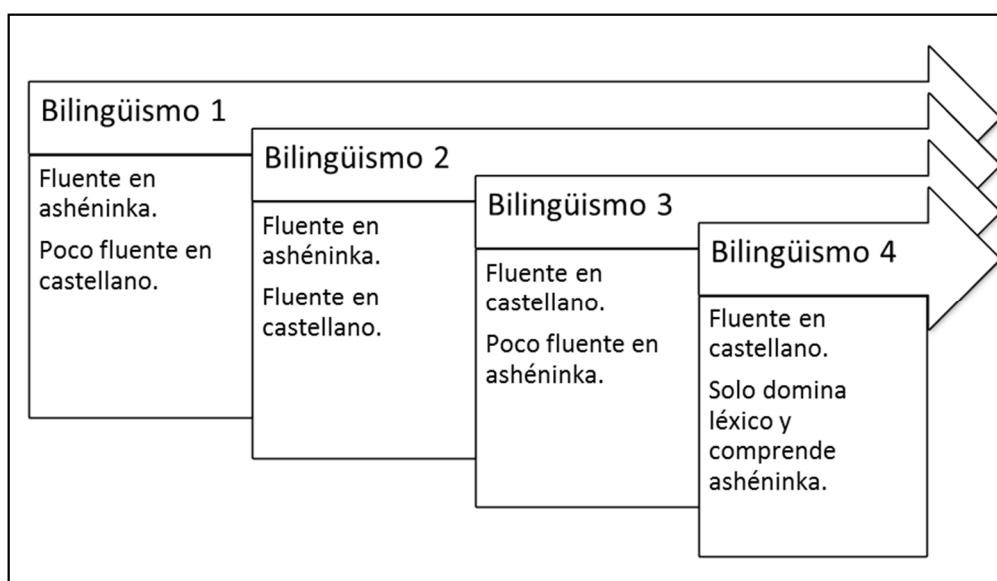 Bilingüismo 1
Fluente en
ashéninka.
Poco fluente en
castellano.
Bilingüismo 2
Fluente en
ashéninka.
Fluente en
castellano.
Bilingüismo 3
Fluente en
castellano.
Poco fluente en
ashéninka.
Bilingüismo 4
Fluente en
castellano.
Solo domina
léxico y
comprende
ashéninka.